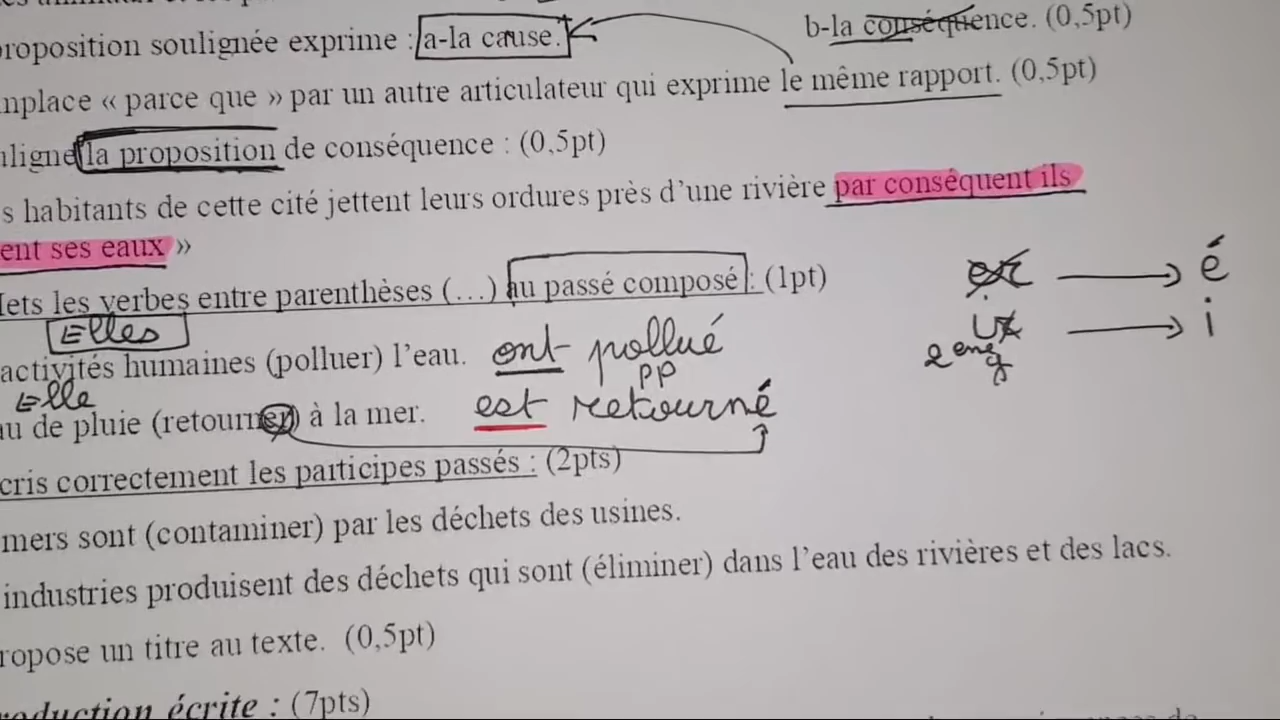 proposition soulignée exprime : a-la cause. b-la conséquence. (0,5pt)
mplace « parce que » par un autre articulateur qui exprime le même rapport. (0,5pt)
uligne la proposition de conséquence : (0,5pt)
s habitants de cette cité jettent leurs ordures près d'une rivière par conséquent ils
ent ses eaux »
er → é
Mets les verbes entre parenthèses (…) au passé composé : (1pt)
Elles
ir → i
2 eme g
activités humaines (polluer) l'eau. ont pollué
PP
Elle
au de pluie (retourner) à la mer. est retourné
cris correctement les participes passés : (2pts)
mers sont (contaminer) par les déchets des usines.
industries produisent des déchets qui sont (éliminer) dans l'eau des rivières et des lacs.
ropose un titre au texte. (0,5pt)
roduction écrite : (7pts)